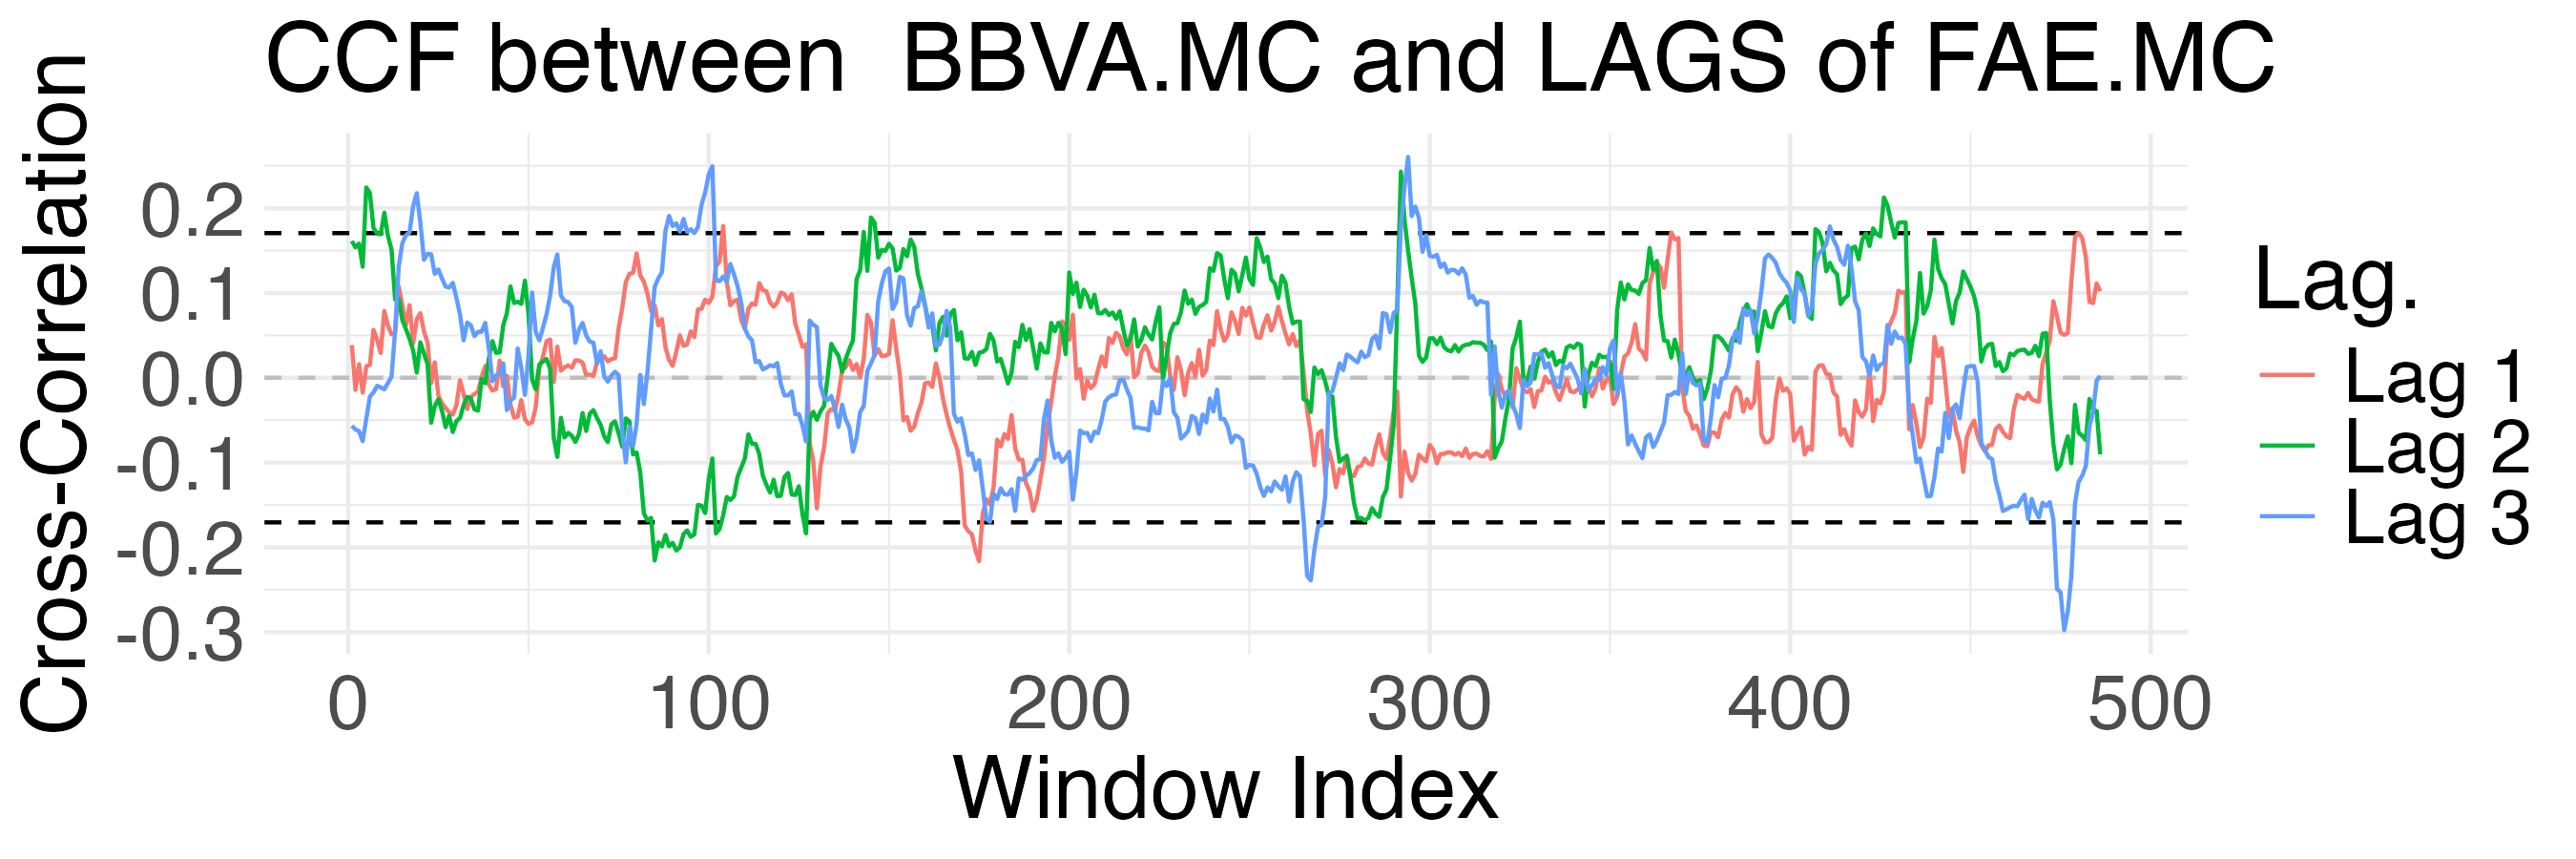 CCF between  BBVA.MC and LAGS of FAE.MC
Cross-Correlation
0.2
0.1
0.0
-0.1
-0.2
-0.3
0 100 200 300 400 500
Window Index
Lag.
Lag 1
Lag 2
Lag 3